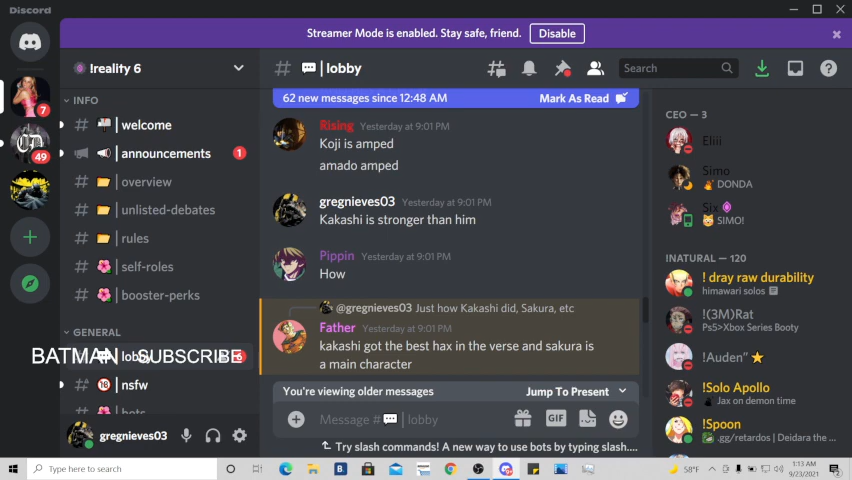 Discord
Streamer Mode is enabled. Stay safe, friend.
Disable
!reality 6
# 💬 | lobby
Search
7
49
INFO
# 📬 | welcome
📢 | announcements
1
# 📁 | overview
# 📁 | unlisted-debates
# 📁 | rules
# 🌸 | self-roles
# 🌸 | booster-perks
GENERAL
BATMAN SUBSCRIBE
# 🔞 | nsfw
bots
gregnieves03
62 new messages since 12:48 AM
Mark As Read
Rising Yesterday at 9:01 PM
Koji is amped
amado amped
gregnieves03 Yesterday at 9:01 PM
Kakashi is stronger than him
Pippin Yesterday at 9:01 PM
How
@gregnieves03 Just how Kakashi did, Sakura, etc
Father Yesterday at 9:01 PM
kakashi got the best hax in the verse and sakura is
a main character
You're viewing older messages
Jump To Present
Message # 💬 | lobby
GIF
Try slash commands! A new way to use bots by typing slash....
CEO — 3
Eliii
Simo
🔥 DONDA
Six
😼 SIMO!
INATURAL — 120
! dray raw durability
himawari solos
!(3M)Rat
Ps5>Xbox Series Booty
!Auden" ⭐
!Solo Apollo
Jax on demon time
!Spoon
.gg/retardos | Deidara the ...
Type here to search
58°F
1:13 AM
9/23/2021